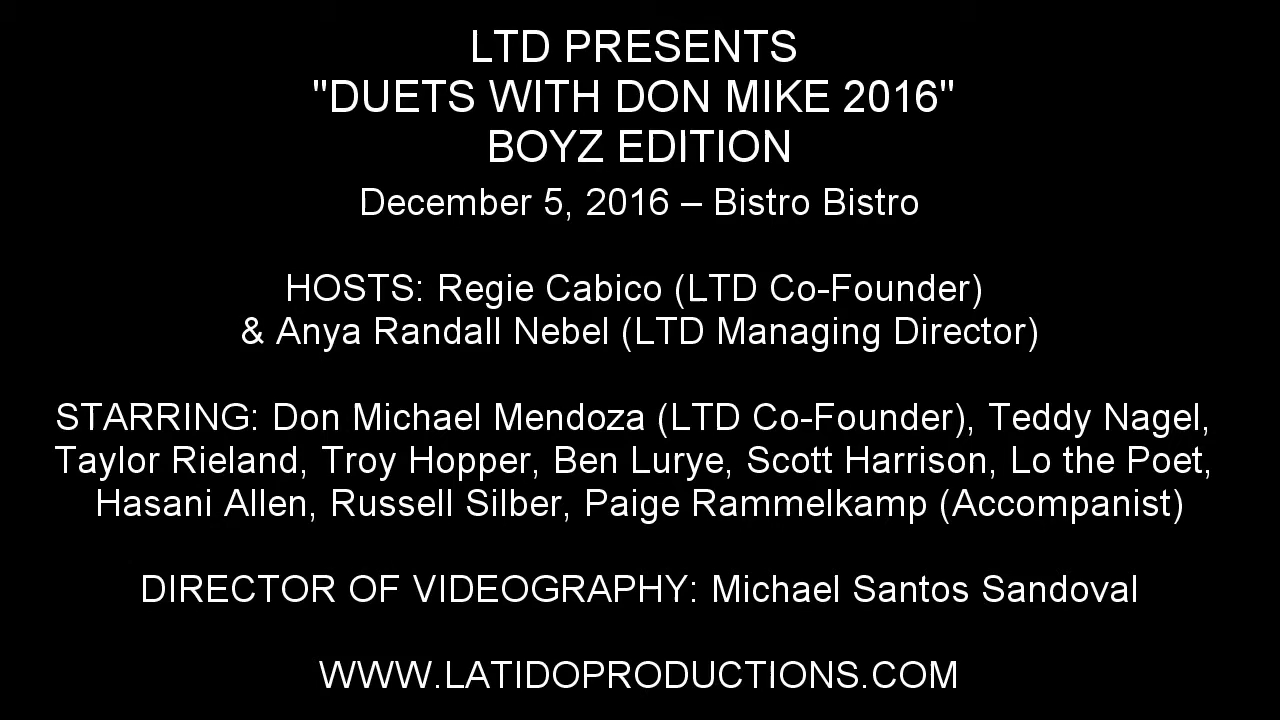 LTD PRESENTS
"DUETS WITH DON MIKE 2016"
BOYZ EDITION
December 5, 2016 – Bistro Bistro
HOSTS: Regie Cabico (LTD Co-Founder)
& Anya Randall Nebel (LTD Managing Director)
STARRING: Don Michael Mendoza (LTD Co-Founder), Teddy Nagel,
Taylor Rieland, Troy Hopper, Ben Lurye, Scott Harrison, Lo the Poet,
Hasani Allen, Russell Silber, Paige Rammelkamp (Accompanist)
DIRECTOR OF VIDEOGRAPHY: Michael Santos Sandoval
WWW.LATIDOPRODUCTIONS.COM